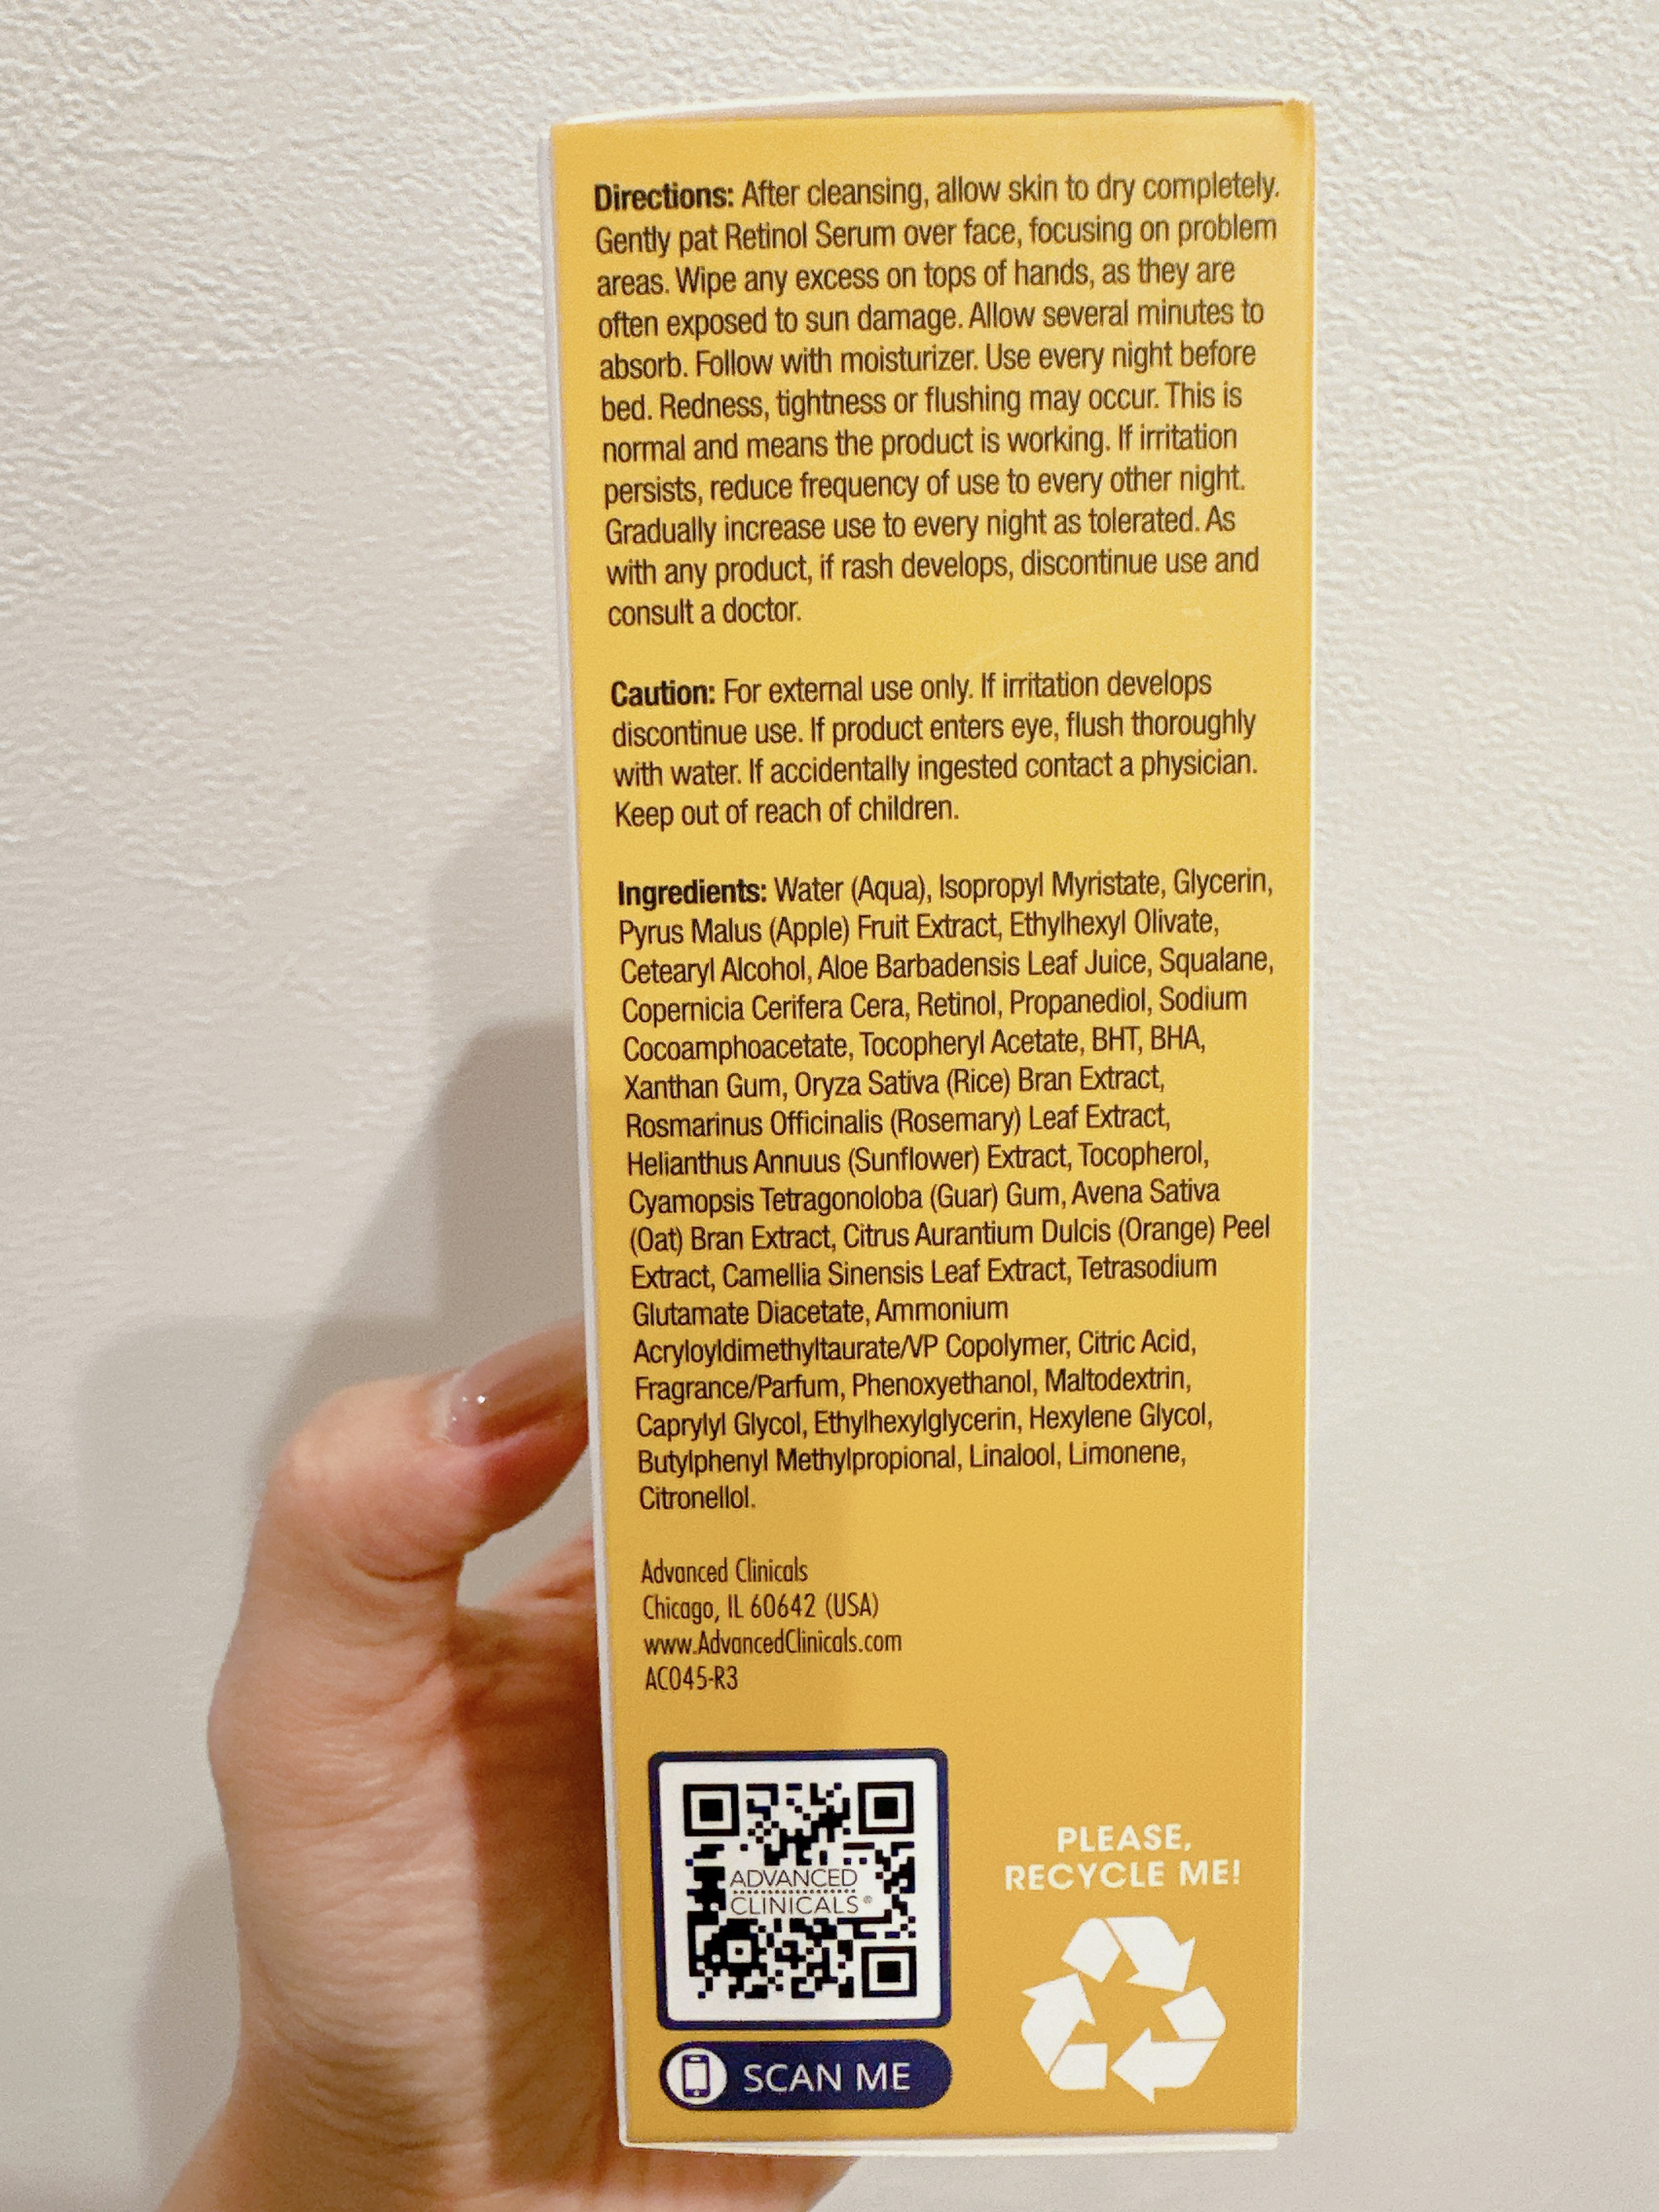 Directions: After cleansing, allow skin to dry completely.
Gently pat Retinol Serum over face, focusing on problem
areas. Wipe any excess on tops of hands, as they are
often exposed to sun damage. Allow several minutes to
absorb. Follow with moisturizer. Use every night before
bed. Redness, tightness or flushing may occur. This is
normal and means the product is working. If irritation
persists, reduce frequency of use to every other night.
Gradually increase use to every night as tolerated. As
with any product, if rash develops, discontinue use and
consult a doctor.
Caution: For external use only. If irritation develops
discontinue use. If product enters eye, flush thoroughly
with water. If accidentally ingested contact a physician.
Keep out of reach of children.
Ingredients: Water (Aqua), Isopropyl Myristate, Glycerin,
Pyrus Malus (Apple) Fruit Extract, Ethylhexyl Olivate,
Cetearyl Alcohol, Aloe Barbadensis Leaf Juice, Squalane,
Copernicia Cerifera Cera, Retinol, Propanediol, Sodium
Cocoamphoacetate, Tocopheryl Acetate, BHT, BHA,
Xanthan Gum, Oryza Sativa (Rice) Bran Extract,
Rosmarinus Officinalis (Rosemary) Leaf Extract,
Helianthus Annuus (Sunflower) Extract, Tocopherol,
Cyamopsis Tetragonoloba (Guar) Gum, Avena Sativa
(Oat) Bran Extract, Citrus Aurantium Dulcis (Orange) Peel
Extract, Camellia Sinensis Leaf Extract, Tetrasodium
Glutamate Diacetate, Ammonium
Acryloyldimethyltaurate/VP Copolymer, Citric Acid,
Fragrance/Parfum, Phenoxyethanol, Maltodextrin,
Caprylyl Glycol, Ethylhexylglycerin, Hexylene Glycol,
Butylphenyl Methylpropional, Linalool, Limonene,
Citronellol.
Advanced Clinicals
Chicago, IL 60642 (USA)
www.AdvancedClinicals.com
AC045-R3
ADVANCED
CLINICALS®
SCAN ME
PLEASE,
RECYCLE ME!